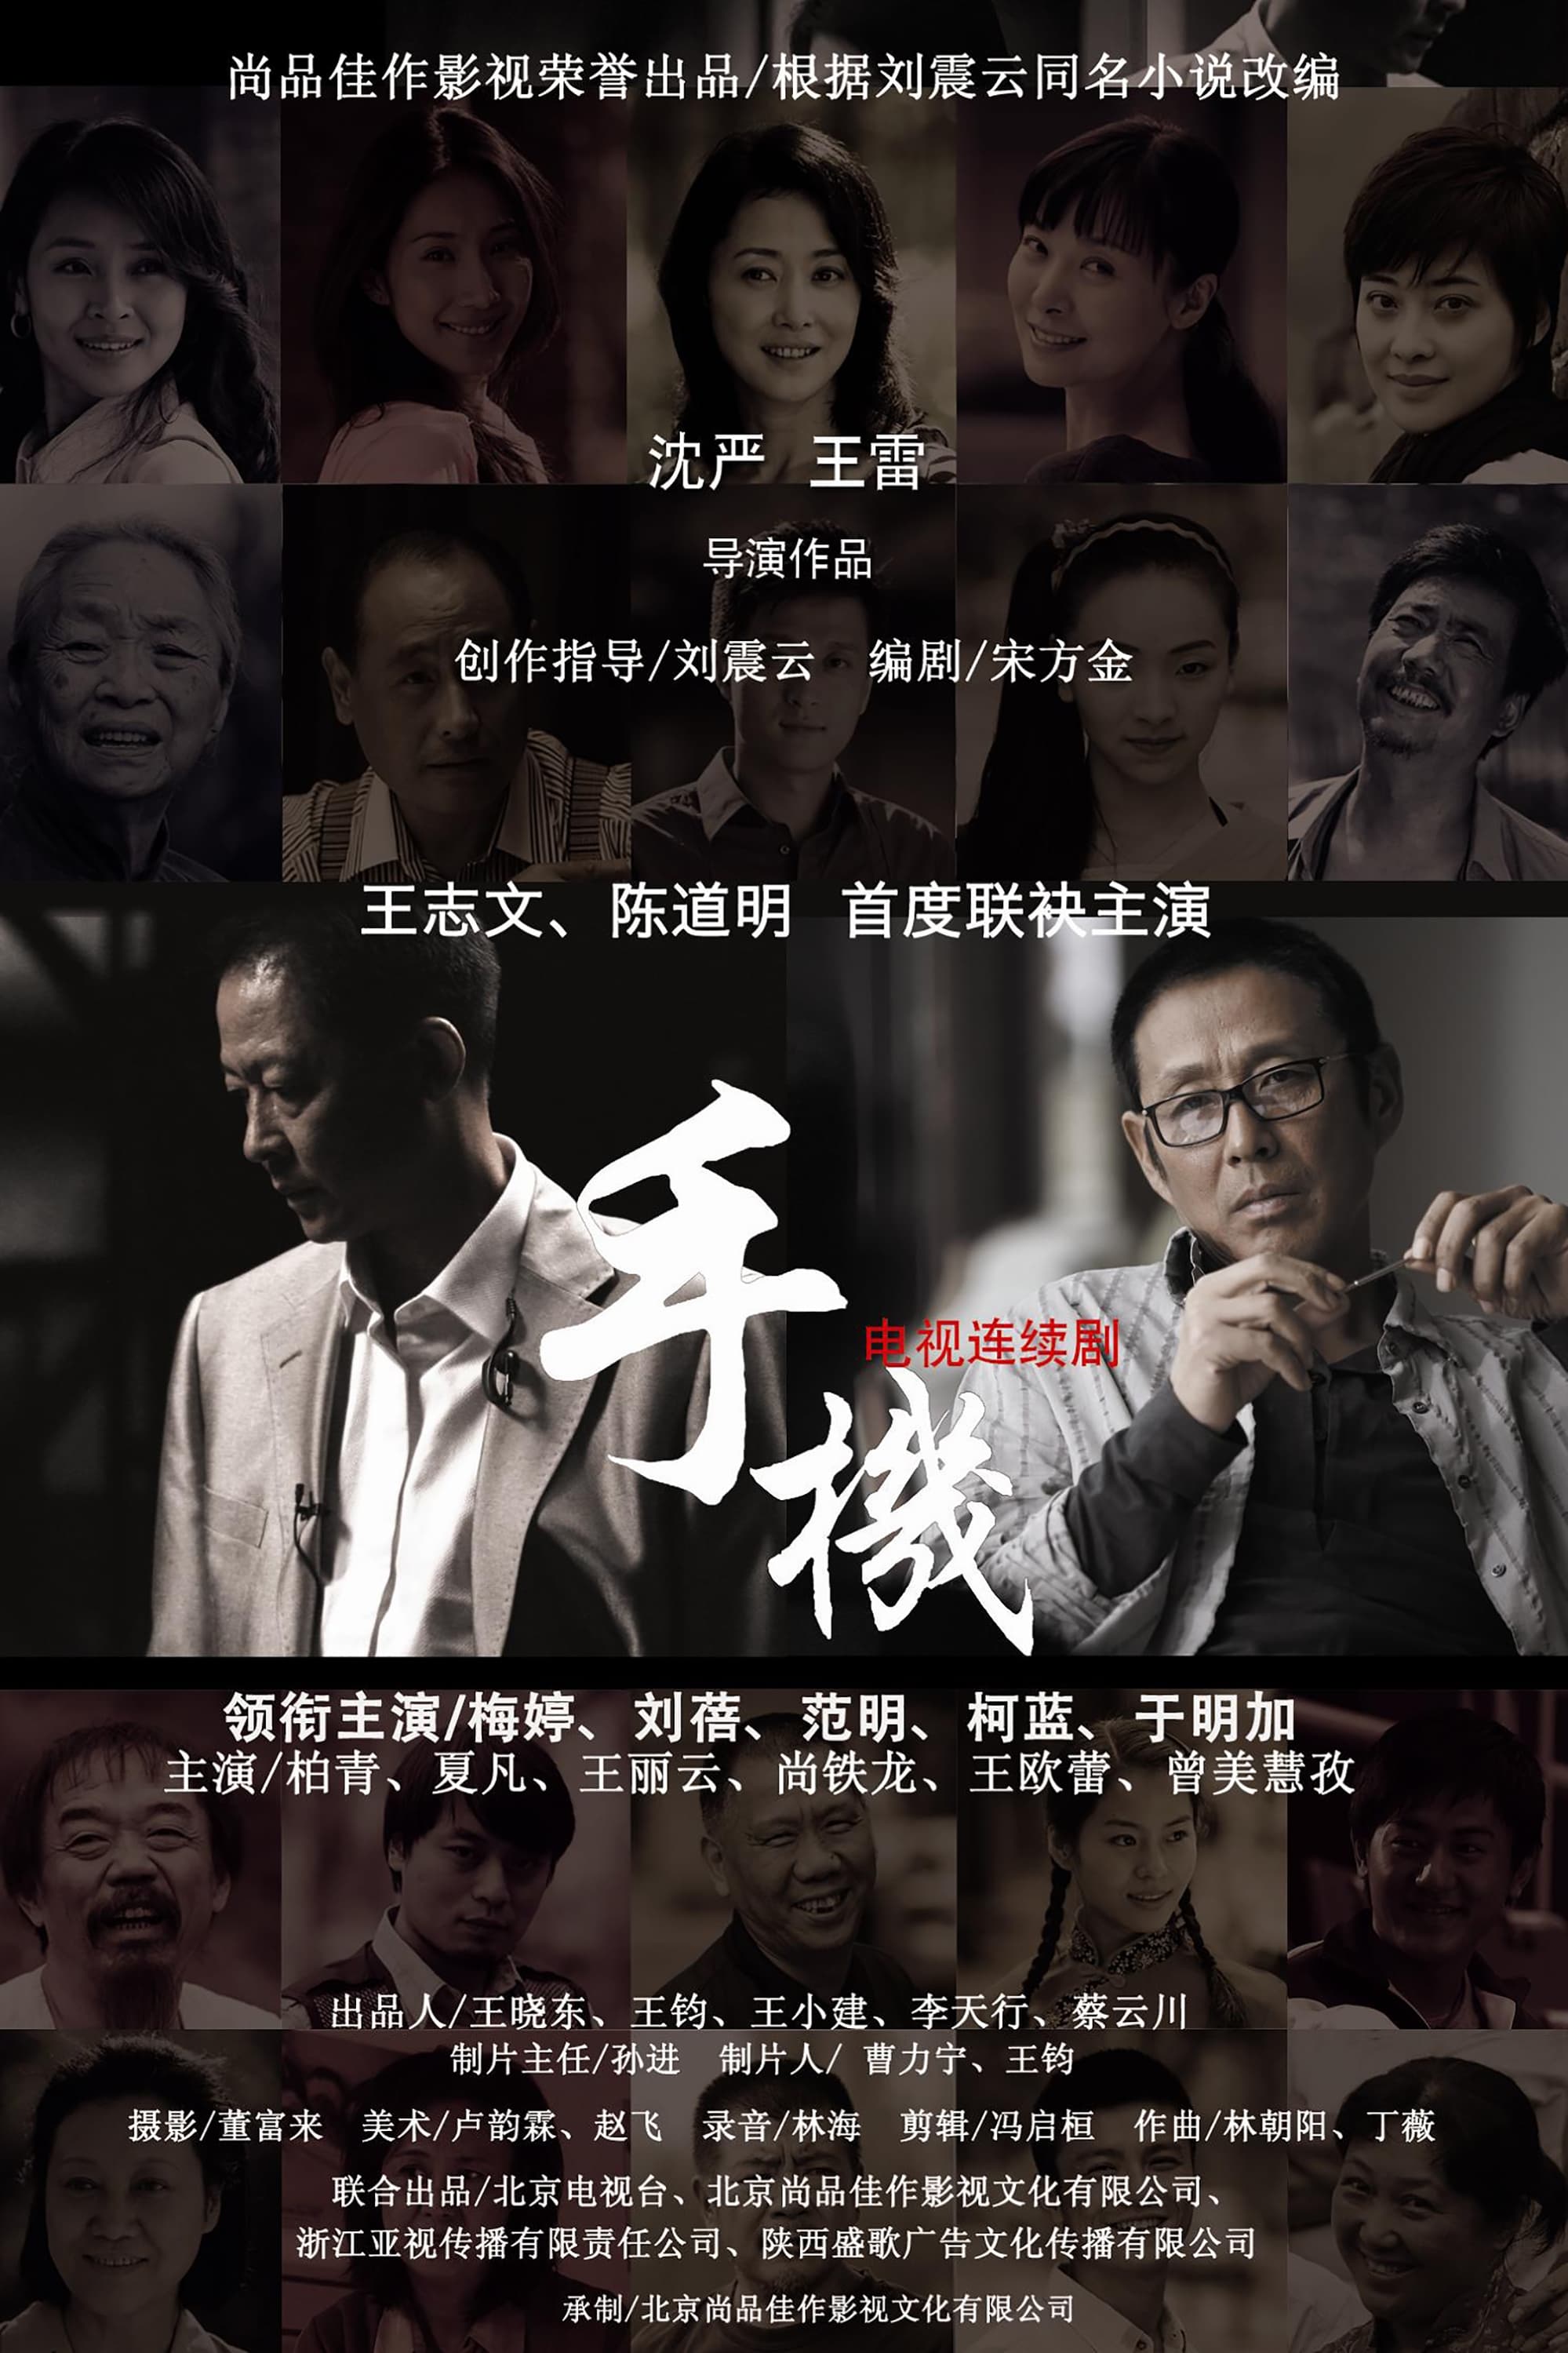 尚品佳作影视荣誉出品/根据刘震云同名小说改编
沈严 王雷
导演作品
创作指导/刘震云 编剧/宋方金
王志文、陈道明 首度联袂主演
手機
电视连续剧
领衔主演/梅婷、刘蓓、范明、柯蓝、于明加
主演/柏青、夏凡、王丽云、尚铁龙、王欧蕾、曾美慧孜
出品人/王晓东、王钧、王小建、李天行、蔡云川
制片主任/孙进 制片人/ 曹力宁、王钧
摄影/董富来 美术/卢韵霖、赵飞 录音/林海 剪辑/冯启桓 作曲/林朝阳、丁薇
联合出品/北京电视台、北京尚品佳作影视文化有限公司、
浙江亚视传播有限责任公司、陕西盛歌广告文化传播有限公司
承制/北京尚品佳作影视文化有限公司